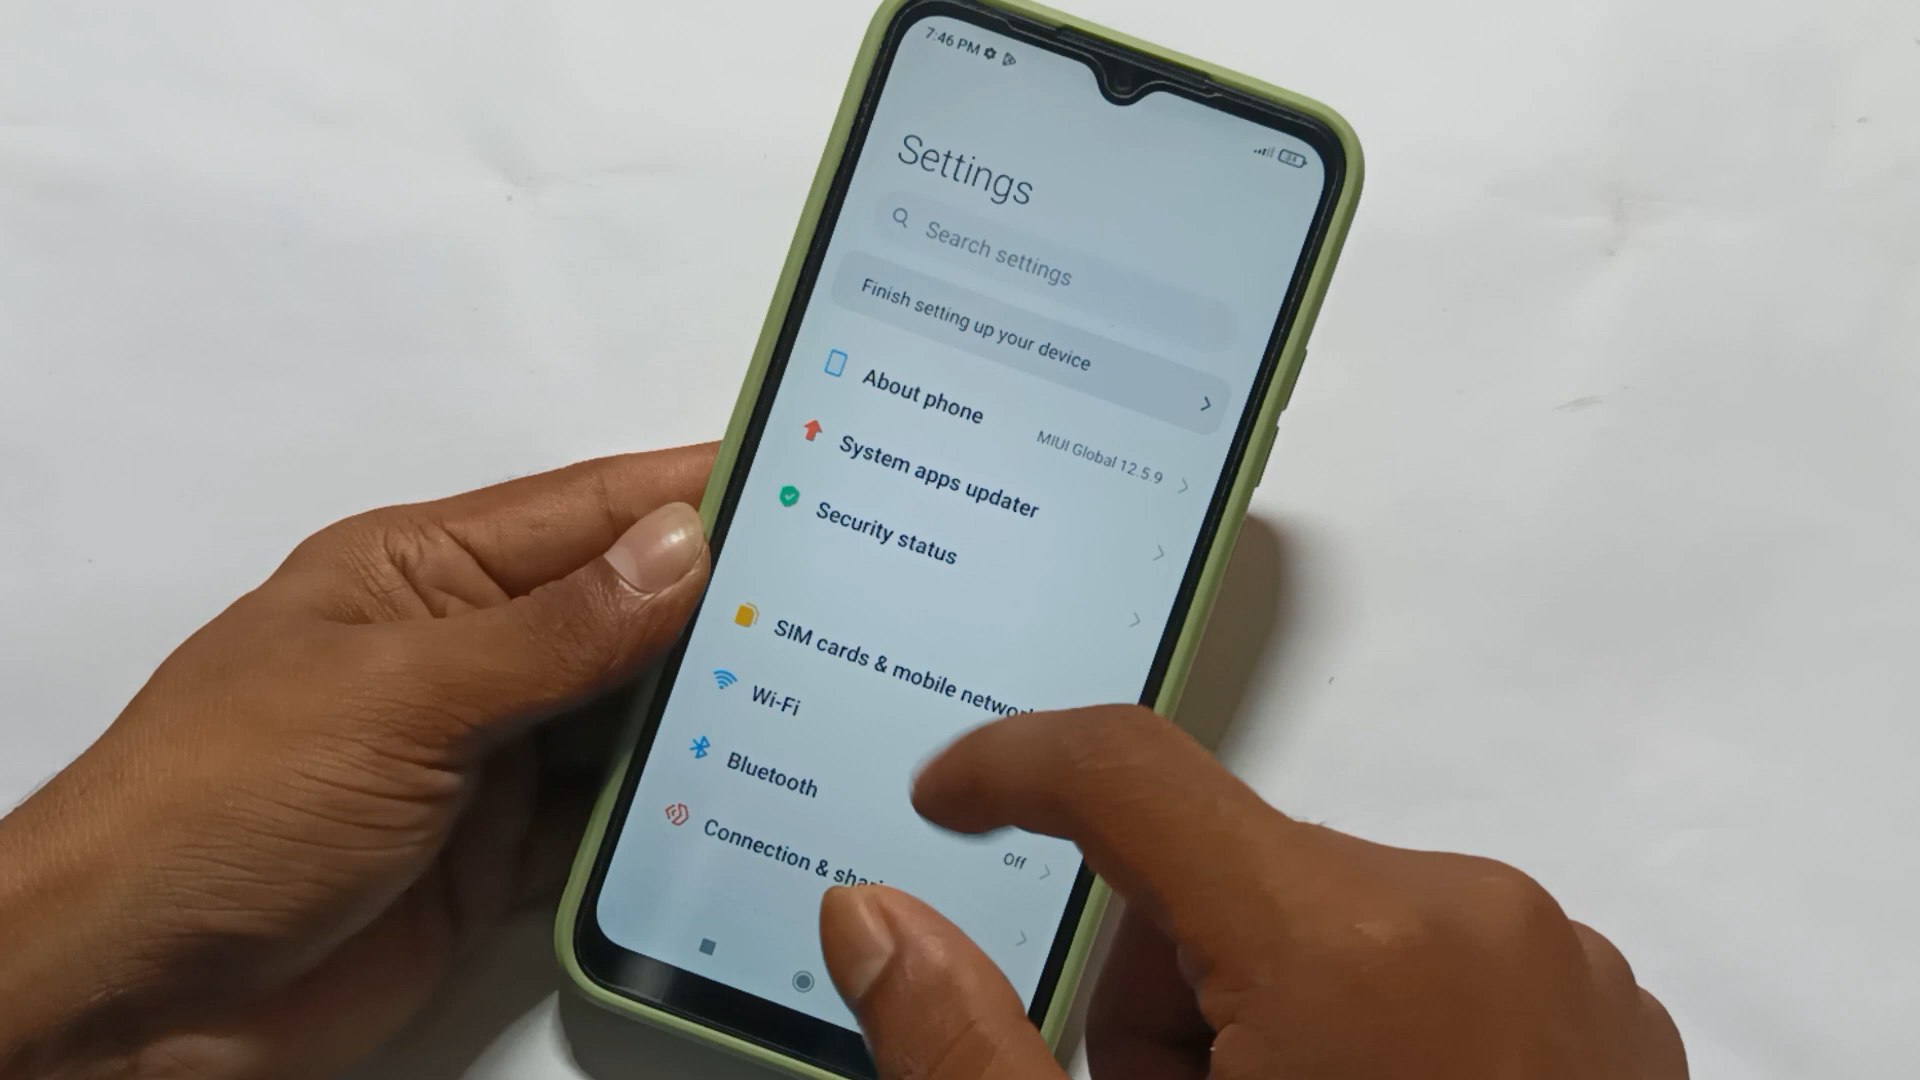 7:46 PM
34
Settings
Search settings
Finish setting up your device
About phone
MIUI Global 12.5.9
System apps updater
Security status
SIM cards & mobile
Wi-Fi
Bluetooth
Off
Connection &